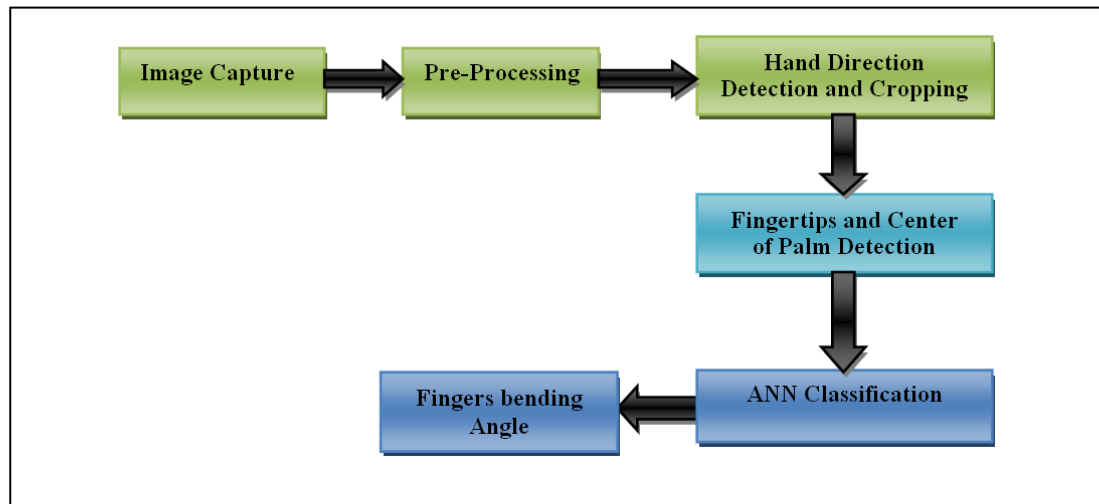 Image Capture
Pre-Processing
Hand Direction
Detection and Cropping
Fingertips and Center
of Palm Detection
ANN Classification
Fingers bending
Angle